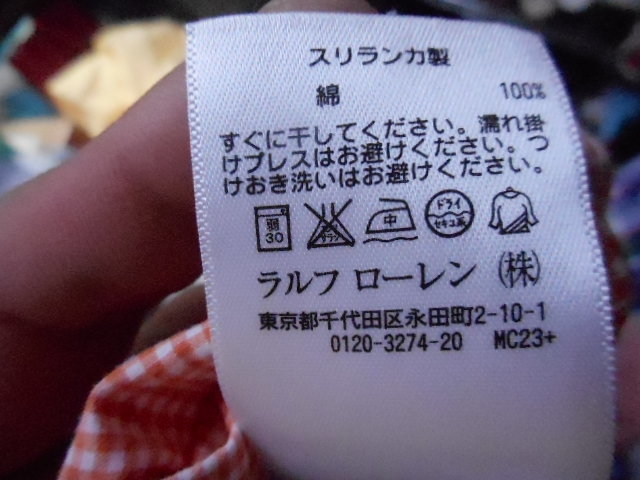 スリランカ製
綿 100%
すぐに干してください。濡れ掛
けプレスはお避けください。つ
けおき洗いはお避けください。
弱 中 ドライ
30 セキユ系
ラルフ ローレン (株)
東京都千代田区永田町2-10-1
0120-3274-20 MC23+